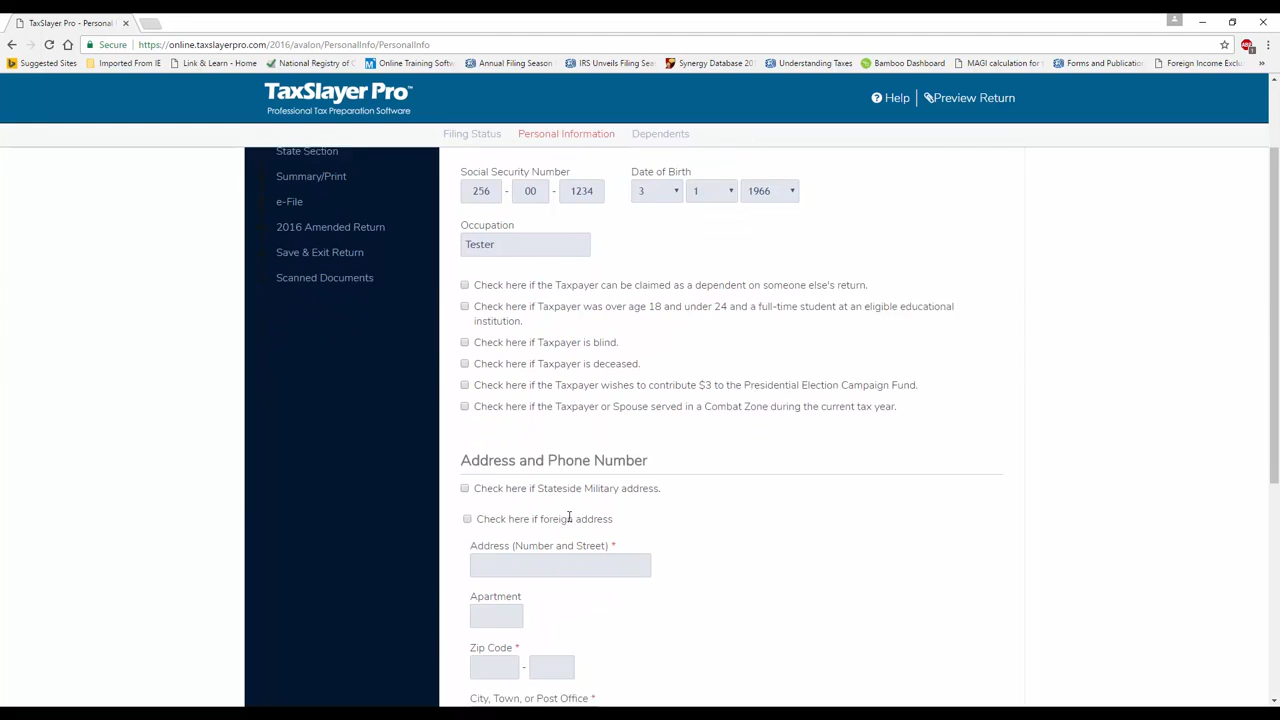 TaxSlayer Pro - Personal I
Secure
https://online.taxslayerpro.com/2016/avalon/PersonalInfo/PersonalInfo
Suggested Sites
Imported From IE
Link & Learn - Home
National Registry of C
Online Training Softw
Annual Filing Season
IRS Unveils Filing Sea
Synergy Database 201
Understanding Taxes
Bamboo Dashboard
MAGI calculation for
Forms and Publication
Foreign Income Exclu
TaxSlayer Pro™
Professional Tax Preparation Software
Help
Preview Return
Filing Status
Personal Information
Dependents
State Section
Summary/Print
e-File
2016 Amended Return
Save & Exit Return
Scanned Documents
Social Security Number
Date of Birth
256 - 00 - 1234
3 1 1966
Occupation
Tester
Check here if the Taxpayer can be claimed as a dependent on someone else's return.
Check here if Taxpayer was over age 18 and under 24 and a full-time student at an eligible educational
institution.
Check here if Taxpayer is blind.
Check here if Taxpayer is deceased.
Check here if the Taxpayer wishes to contribute $3 to the Presidential Election Campaign Fund.
Check here if the Taxpayer or Spouse served in a Combat Zone during the current tax year.
Address and Phone Number
Check here if Stateside Military address.
Check here if foreign address
Address (Number and Street) *
Apartment
Zip Code *
-
City, Town, or Post Office *